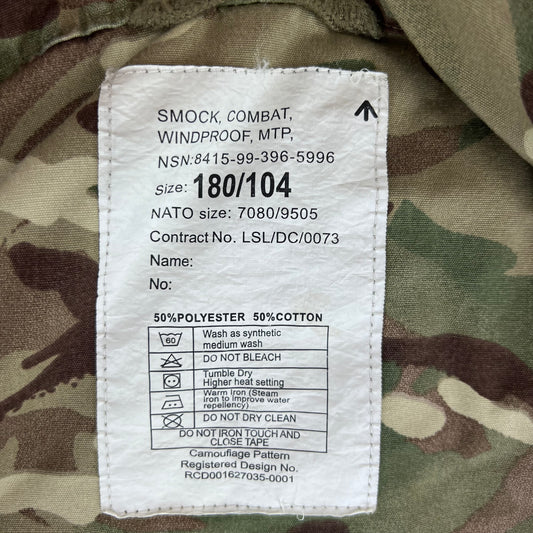 SMOCK, COMBAT,
WINDPROOF, MTP,
NSN:8415-99-396-5996
Size: 180/104
NATO size: 7080/9505
Contract No. LSL/DC/0073
Name:
No:
50%POLYESTER 50%COTTON
60
Wash as synthetic
medium wash
DO NOT BLEACH
Tumble Dry
Higher heat setting
Warm Iron (Steam
iron to improve water
repellency)
DO NOT DRY CLEAN
DO NOT IRON TOUCH AND
CLOSE TAPE
Camouflage Pattern
Registered Design No.
RCD001627035-0001